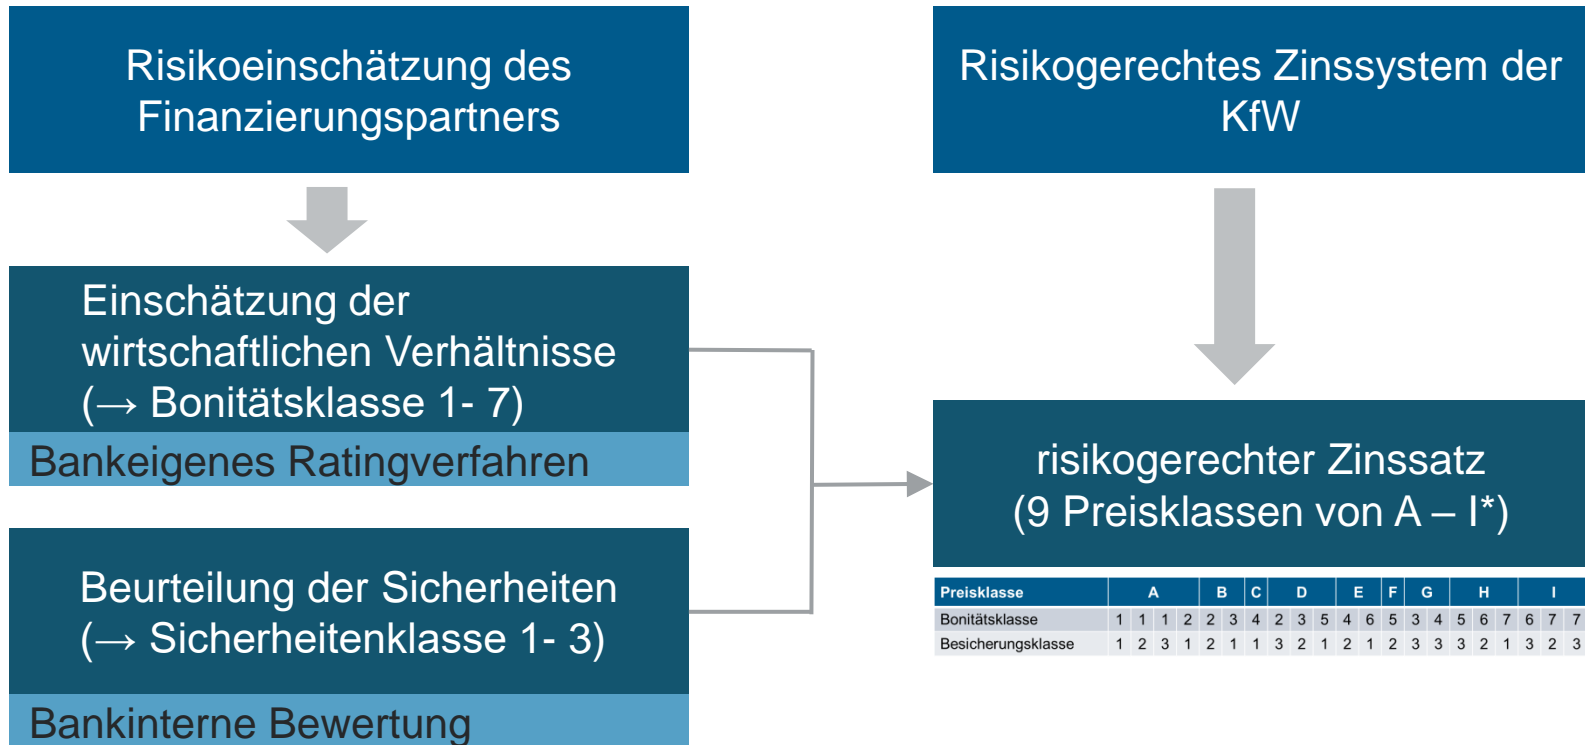 Risikoeinschätzung des
Finanzierungspartners
Risikogerechtes Zinssystem der
KfW
Einschätzung der
wirtschaftlichen Verhältnisse
(→ Bonitätsklasse 1- 7)
Bankeigenes Ratingverfahren
Beurteilung der Sicherheiten
(→ Sicherheitenklasse 1- 3)
Bankinterne Bewertung
risikogerechter Zinssatz
(9 Preisklassen von A – I*)
Preisklasse A B C D E F G H I
Bonitätsklasse 1 1 1 2 2 3 4 2 3 5 4 6 5 3 4 5 6 7 6 7 7
Besicherungsklasse 1 2 3 1 2 1 1 3 2 1 2 1 2 3 3 3 2 1 3 2 3